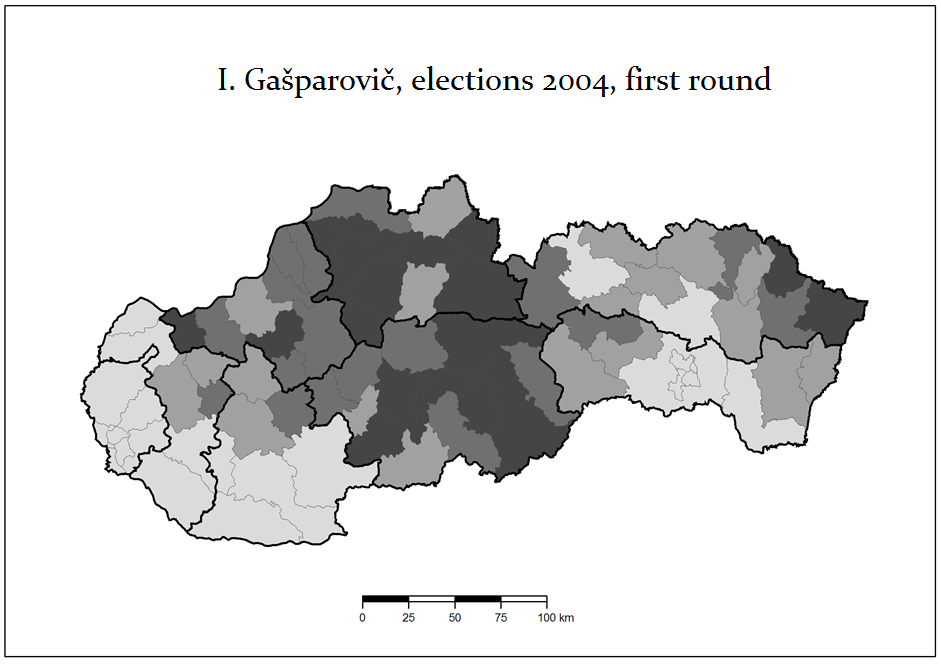 I. Gašparovič, elections 2004, first round
0 25 50 75 100 km